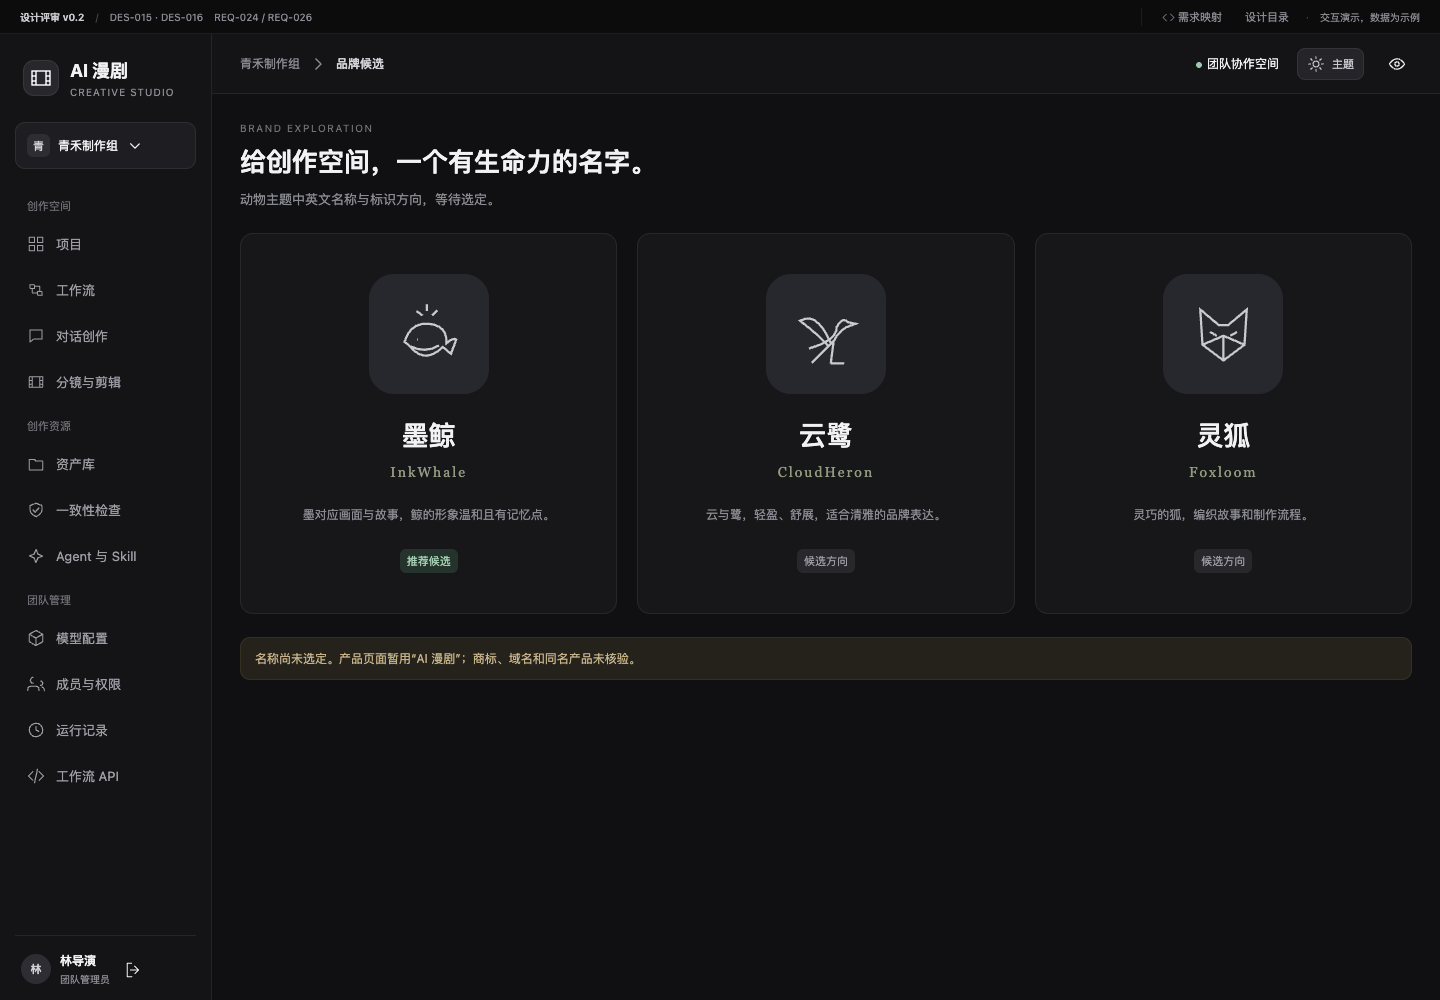 设计评审 v0.2 / DES-015 · DES-016 REQ-024 / REQ-026
需求映射 设计目录 · 交互演示，数据为示例
AI 漫剧
CREATIVE STUDIO
青 青禾制作组
创作空间
项目
工作流
对话创作
分镜与剪辑
创作资源
资产库
一致性检查
Agent 与 Skill
团队管理
模型配置
成员与权限
运行记录
工作流 API
林 林导演
团队管理员
青禾制作组 品牌候选
团队协作空间 主题
BRAND EXPLORATION
给创作空间，一个有生命力的名字。
动物主题中英文名称与标识方向，等待选定。
墨鲸
InkWhale
墨对应画面与故事，鲸的形象温和且有记忆点。
推荐候选
云鹭
CloudHeron
云与鹭，轻盈、舒展，适合清雅的品牌表达。
候选方向
灵狐
Foxloom
灵巧的狐，编织故事和制作流程。
候选方向
名称尚未选定。产品页面暂用“AI 漫剧”；商标、域名和同名产品未核验。